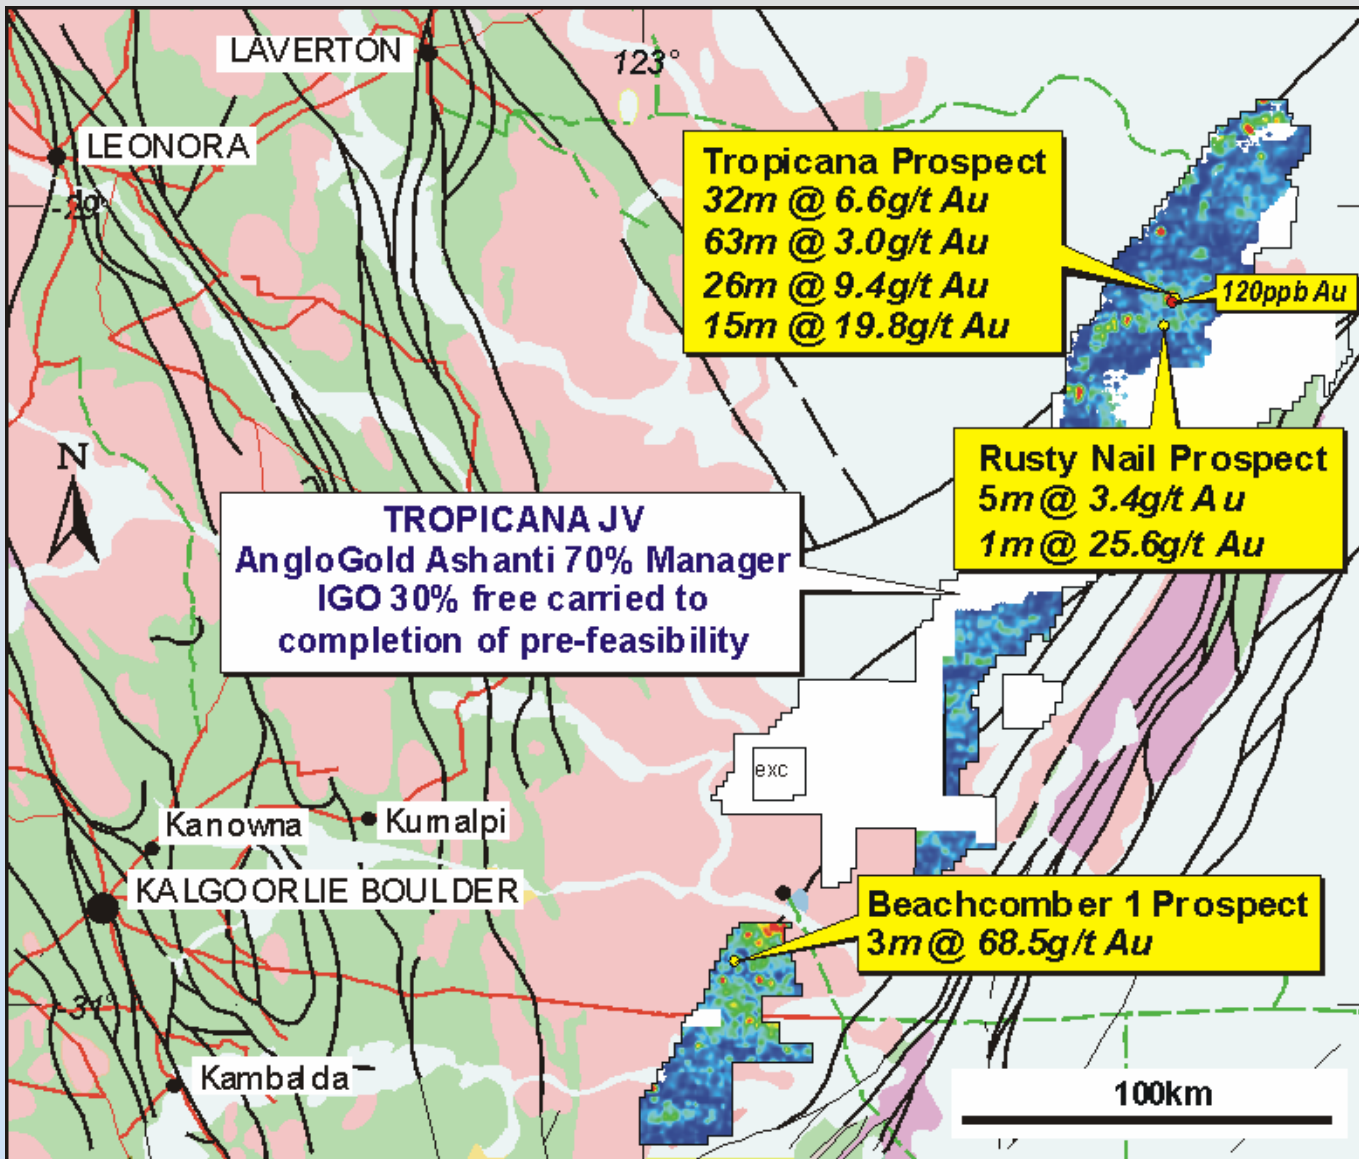 LAVERTON
123°
LEONORA
-29°
Tropicana Prospect
32m @ 6.6g/t Au
63m @ 3.0g/t Au
26m @ 9.4g/t Au
15m @ 19.8g/t Au
120ppb Au
N
Rusty Nail Prospect
5m @ 3.4g/t Au
1m @ 25.6g/t Au
TROPICANA JV
AngloGold Ashanti 70% Manager
IGO 30% free carried to
completion of pre-feasibility
exc
Kanowna
Kurnalpi
KALGOORLIE BOULDER
Beachcomber 1 Prospect
3m @ 68.5g/t Au
-31°
Kambalda
100km